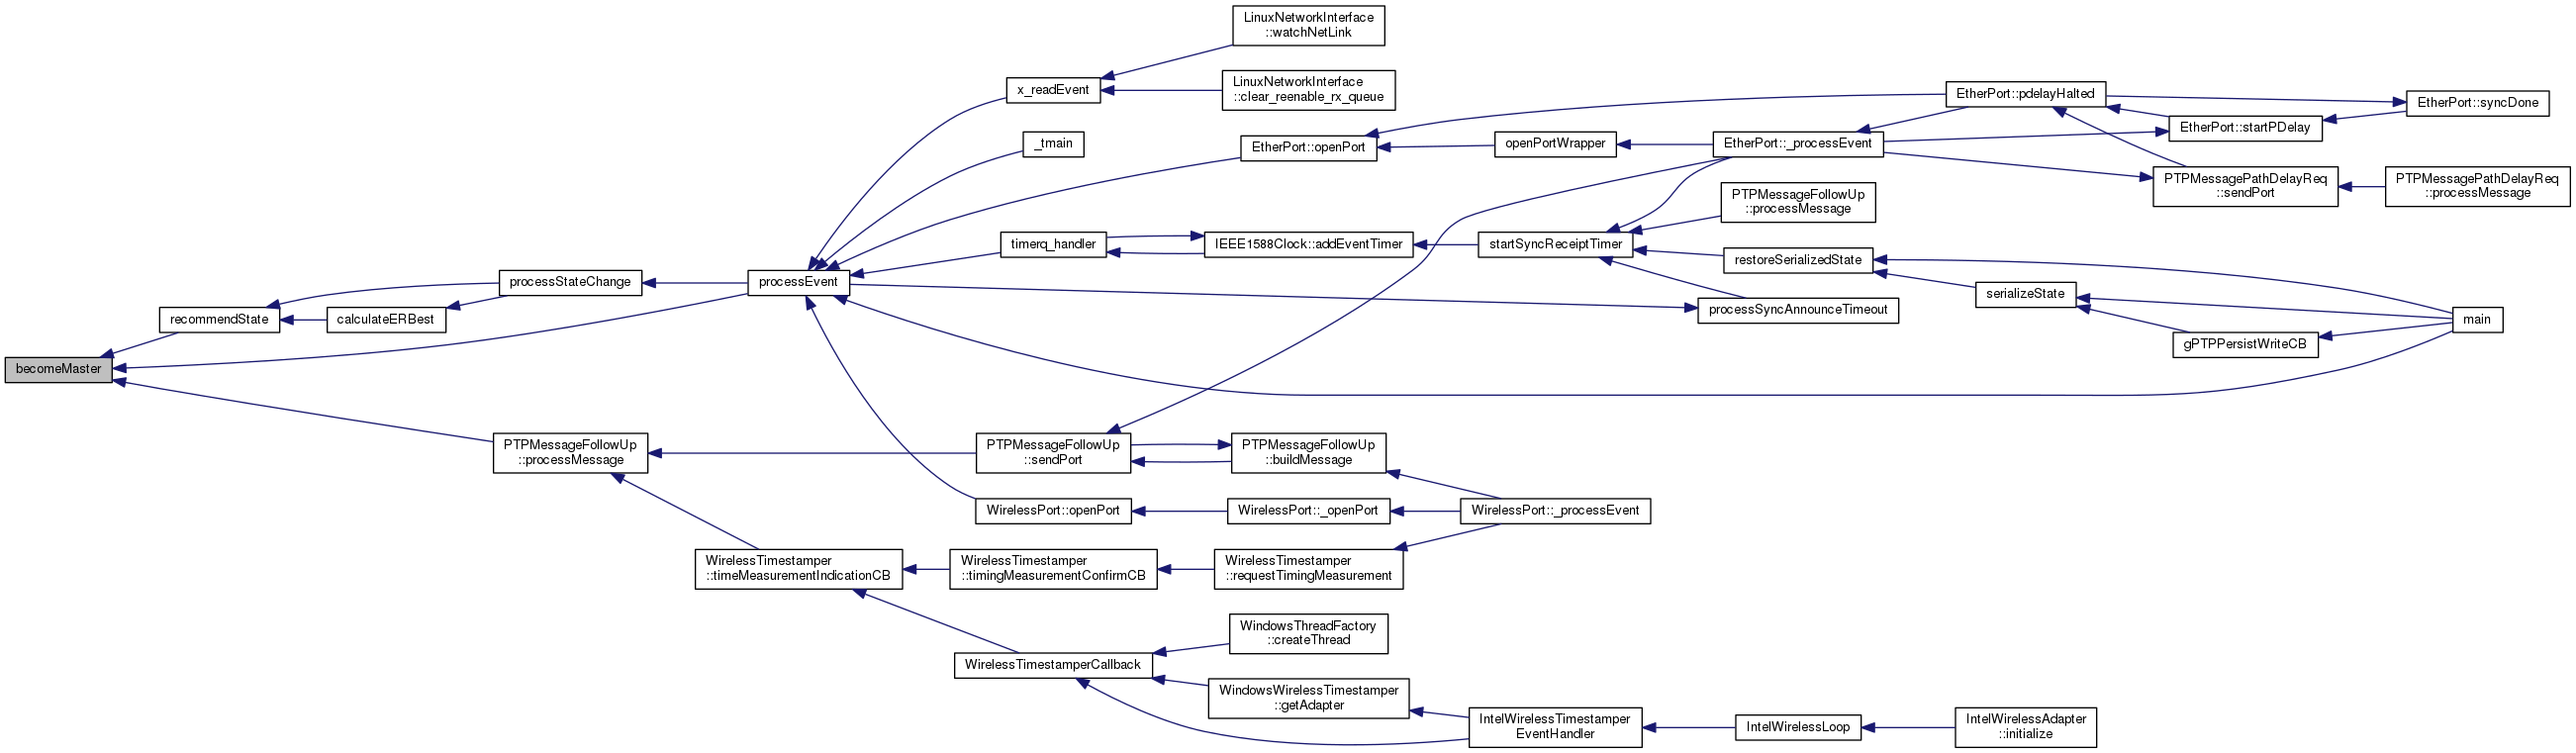 LinuxNetworkInterface
::watchNetLink
x_readEvent
LinuxNetworkInterface
::clear_reenable_rx_queue
EtherPort::pdelayHalted
EtherPort::syncDone
_tmain
EtherPort::openPort
openPortWrapper
EtherPort::_processEvent
EtherPort::startPDelay
PTPMessagePathDelayReq
::sendPort
PTPMessagePathDelayReq
::processMessage
PTPMessageFollowUp
::processMessage
timerq_handler
IEEE1588Clock::addEventTimer
startSyncReceiptTimer
restoreSerializedState
processStateChange
processEvent
serializeState
processSyncAnnounceTimeout
recommendState
calculateERBest
main
gPTPPersistWriteCB
becomeMaster
PTPMessageFollowUp
::processMessage
PTPMessageFollowUp
::sendPort
PTPMessageFollowUp
::buildMessage
WirelessPort::openPort
WirelessPort::_openPort
WirelessPort::_processEvent
WirelessTimestamper
::timeMeasurementIndicationCB
WirelessTimestamper
::timingMeasurementConfirmCB
WirelessTimestamper
::requestTimingMeasurement
WindowsThreadFactory
::createThread
WirelessTimestamperCallback
WindowsWirelessTimestamper
::getAdapter
IntelWirelessTimestamper
EventHandler
IntelWirelessLoop
IntelWirelessAdapter
::initialize